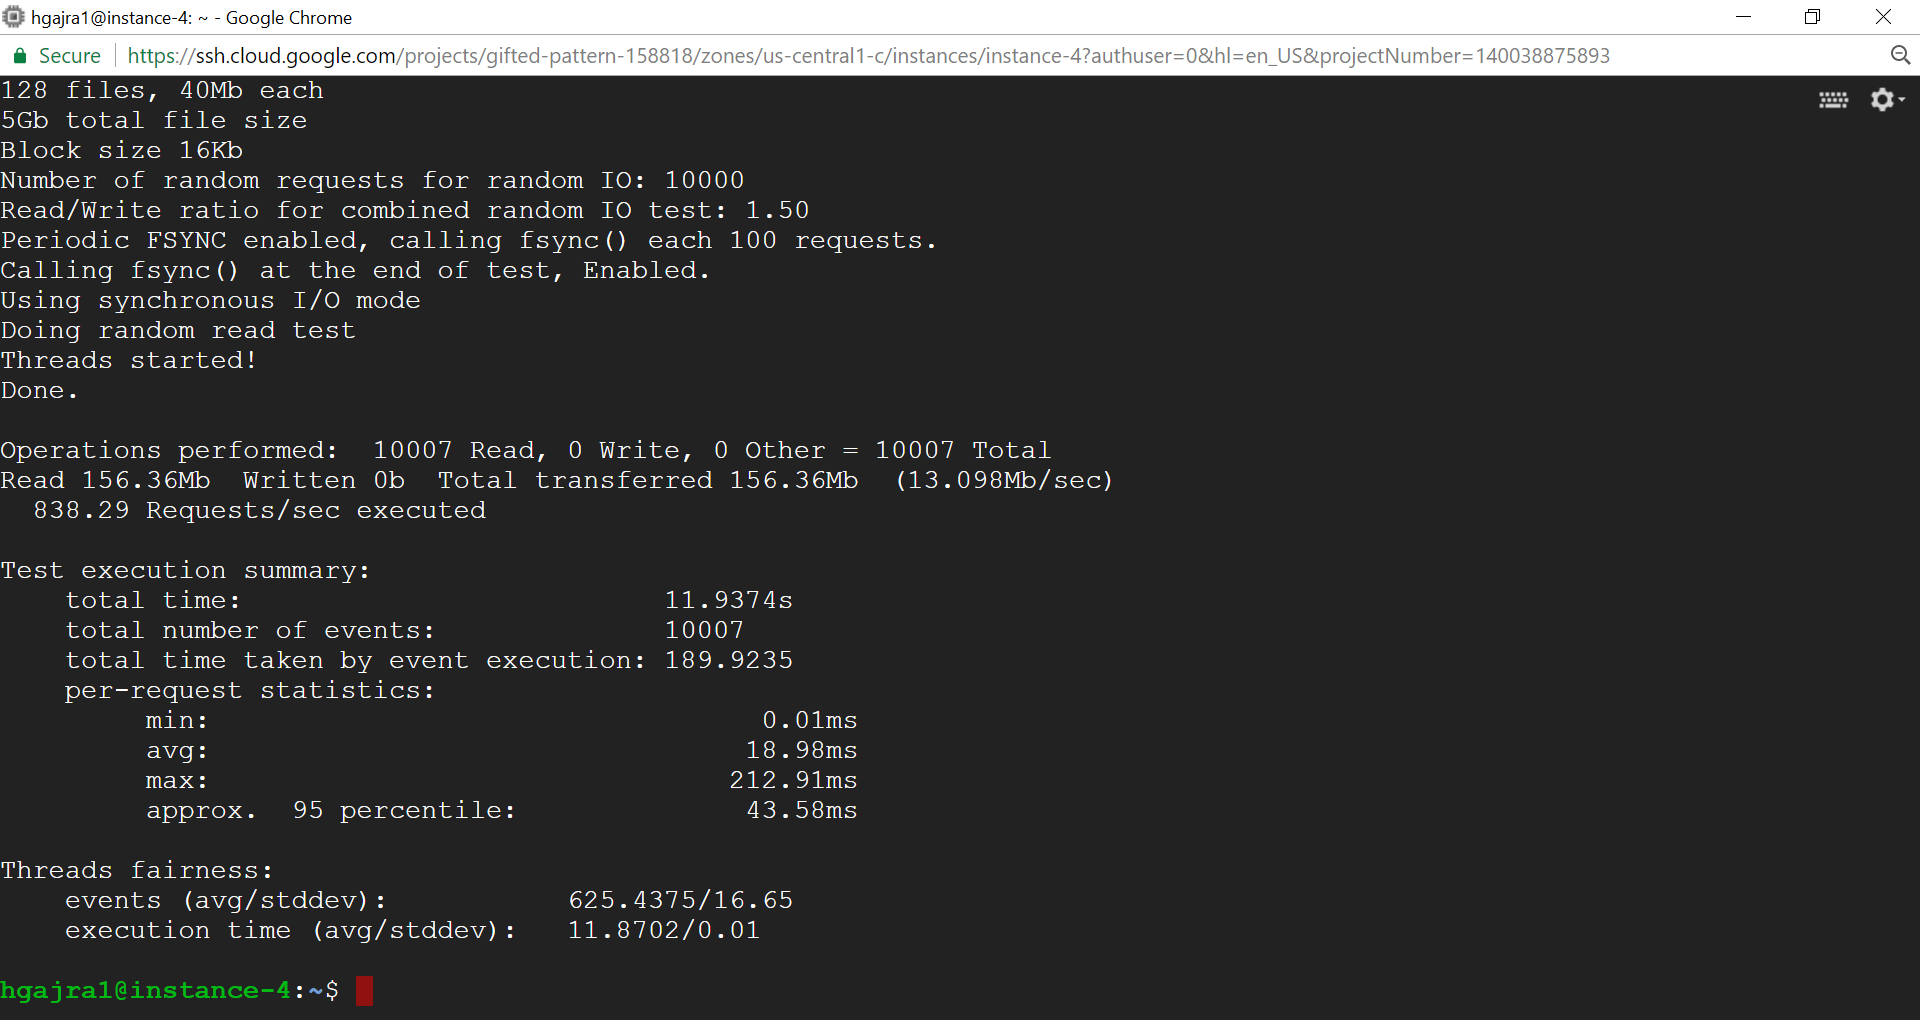 hgajra1@instance-4: ~ - Google Chrome
Secure https://ssh.cloud.google.com/projects/gifted-pattern-158818/zones/us-central1-c/instances/instance-4?authuser=0&hl=en_US&projectNumber=140038875893
128 files, 40Mb each
5Gb total file size
Block size 16Kb
Number of random requests for random IO: 10000
Read/Write ratio for combined random IO test: 1.50
Periodic FSYNC enabled, calling fsync() each 100 requests.
Calling fsync() at the end of test, Enabled.
Using synchronous I/O mode
Doing random read test
Threads started!
Done.
Operations performed:  10007 Read, 0 Write, 0 Other = 10007 Total
Read 156.36Mb  Written 0b  Total transferred 156.36Mb  (13.098Mb/sec)
838.29 Requests/sec executed
Test execution summary:
total time: 11.9374s
total number of events: 10007
total time taken by event execution: 189.9235
per-request statistics:
min: 0.01ms
avg: 18.98ms
max: 212.91ms
approx.  95 percentile: 43.58ms
Threads fairness:
events (avg/stddev): 625.4375/16.65
execution time (avg/stddev): 11.8702/0.01
hgajra1@instance-4:~$